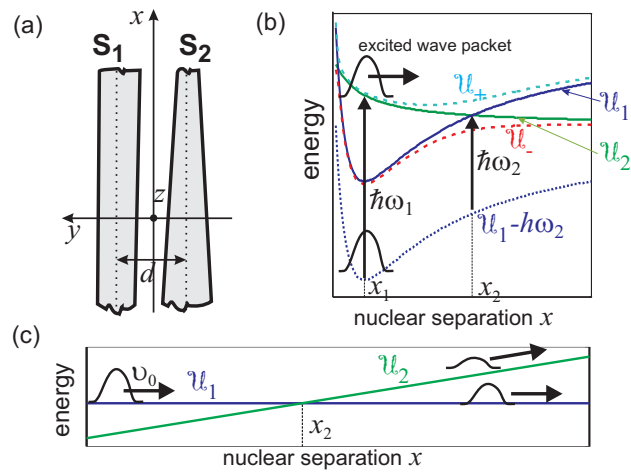 (a)
x
S₁
S₂
z
y
d
(b)
excited wave packet
𝒰₊
𝒰₁
𝒰₋
𝒰₂
ħω₁
ħω₂
𝒰₁-hω₂
x₁
x₂
energy
nuclear separation x
(c)
υ₀
𝒰₁
𝒰₂
x₂
energy
nuclear separation x